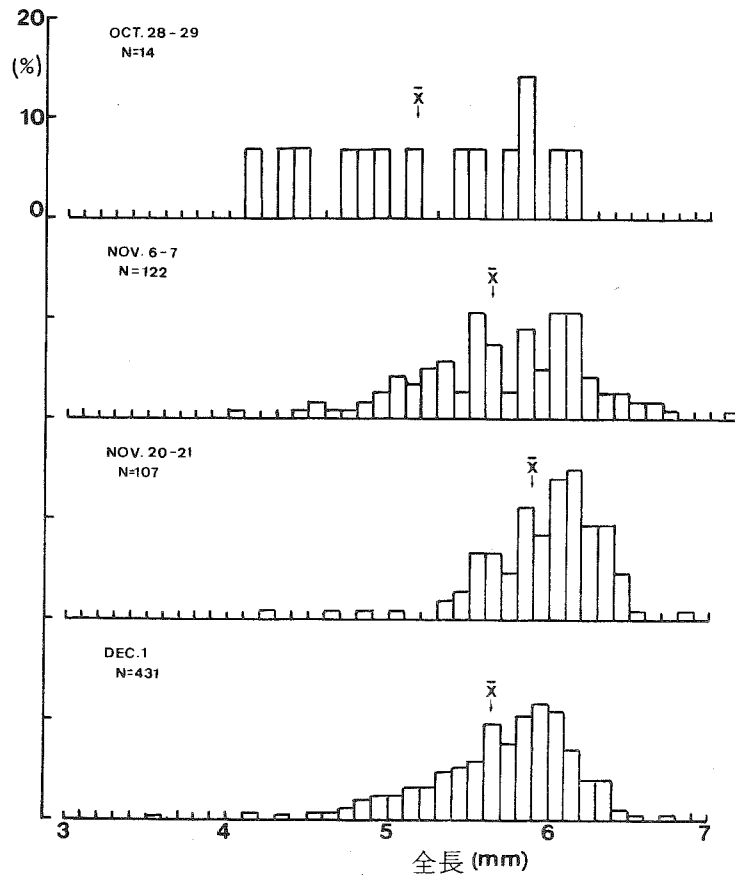 20
(%)
10
0
OCT. 28-29
N=14
x̄
NOV. 6-7
N=122
x̄
NOV. 20-21
N=107
x̄
DEC.1
N=431
x̄
3 4 5 6 7
全長 (mm)